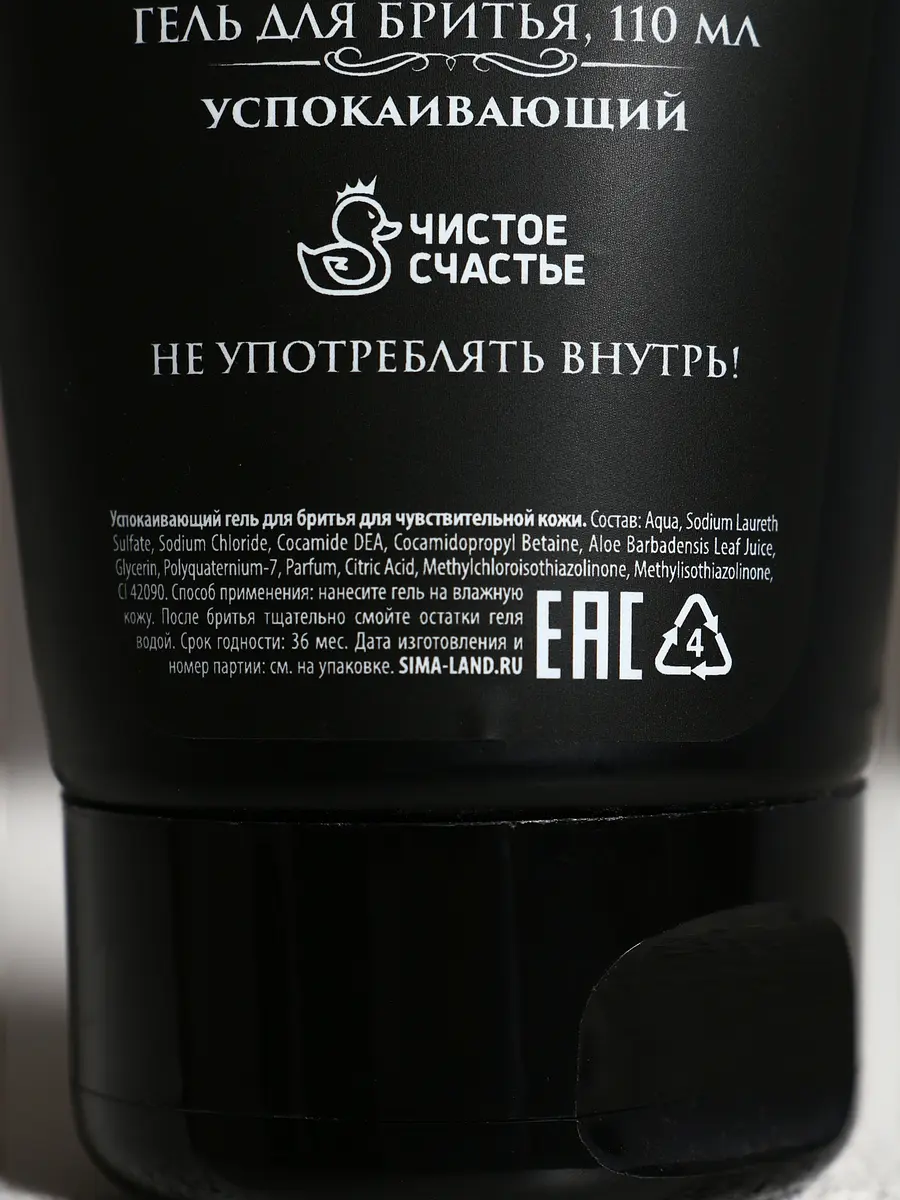 ГЕЛЬ ДЛЯ БРИТЬЯ, 110 МЛ
УСПОКАИВАЮЩИЙ
ЧИСТОЕ
СЧАСТЬЕ
НЕ УПОТРЕБЛЯТЬ ВНУТРЬ!
Успокаивающий гель для бритья для чувствительной кожи. Состав: Aqua, Sodium Laureth
Sulfate, Sodium Chloride, Cocamide DEA, Cocamidopropyl Betaine, Aloe Barbadensis Leaf Juice,
Glycerin, Polyquaternium-7, Parfum, Citric Acid, Methylchloroisothiazolinone, Methylisothiazolinone,
CI 42090. Способ применения: нанесите гель на влажную
кожу. После бритья тщательно смойте остатки геля
водой. Срок годности: 36 мес. Дата изготовления и
номер партии: см. на упаковке. SIMA-LAND.RU
EAC
4